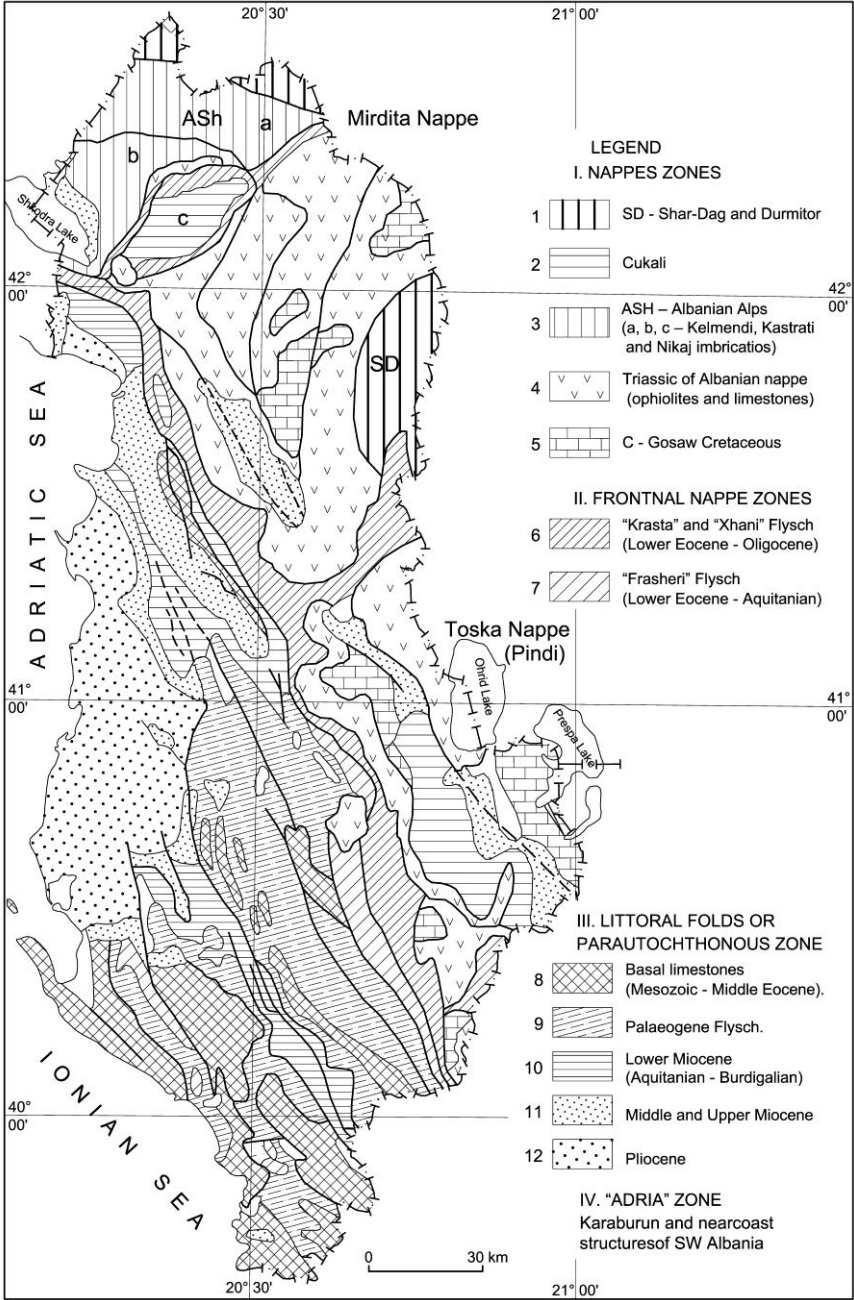 20°30'
21°
00'
ASh
a
Mirdita Nappe
b
c
Shkodra Lake
42°
00'
42°
00'
SD
ADRIATIC SEA
LEGEND
I. NAPPES ZONES
1 SD - Shar-Dag and Durmitor
2 Cukali
3 ASH – Albanian Alps
(a, b, c – Kelmendi, Kastrati
and Nikaj imbricatios)
4 Triassic of Albanian nappe
(ophiolites and limestones)
5 C - Gosaw Cretaceous
II. FRONTNAL NAPPE ZONES
6 “Krasta” and “Xhani” Flysch
(Lower Eocene - Oligocene)
7 “Frasheri” Flysch
(Lower Eocene - Aquitanian)
Toska Nappe
(Pindi)
Ohrid Lake
Prespa Lake
41°
00'
41°
00'
III. LITTORAL FOLDS OR
PARAUTOCHTHONOUS ZONE
8 Basal limestones
(Mesozoic - Middle Eocene).
9 Palaeogene Flysch.
10 Lower Miocene
(Aquitanian - Burdigalian)
11 Middle and Upper Miocene
12 Pliocene
IV. “ADRIA” ZONE
Karaburun and nearcoast
structuresof SW Albania
IONIAN SEA
40°
00'
0 30 km
20°30'
21°00'